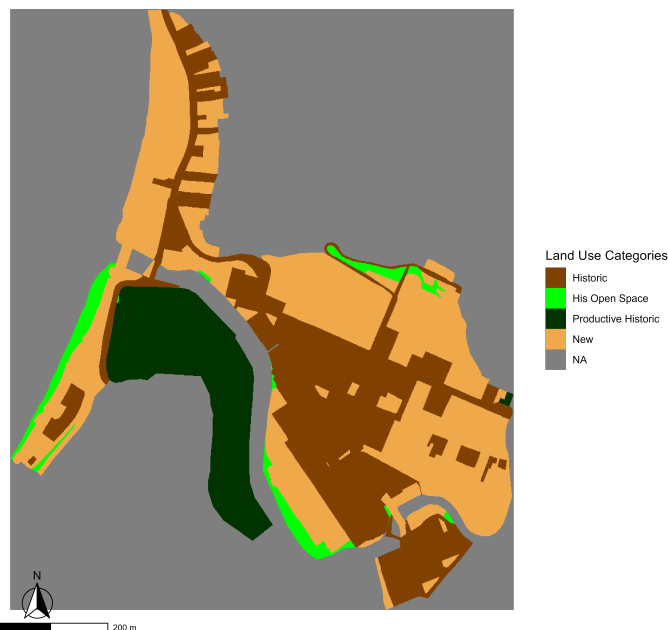 Land Use Categories
Historic
His Open Space
Productive Historic
New
NA
N
200 m